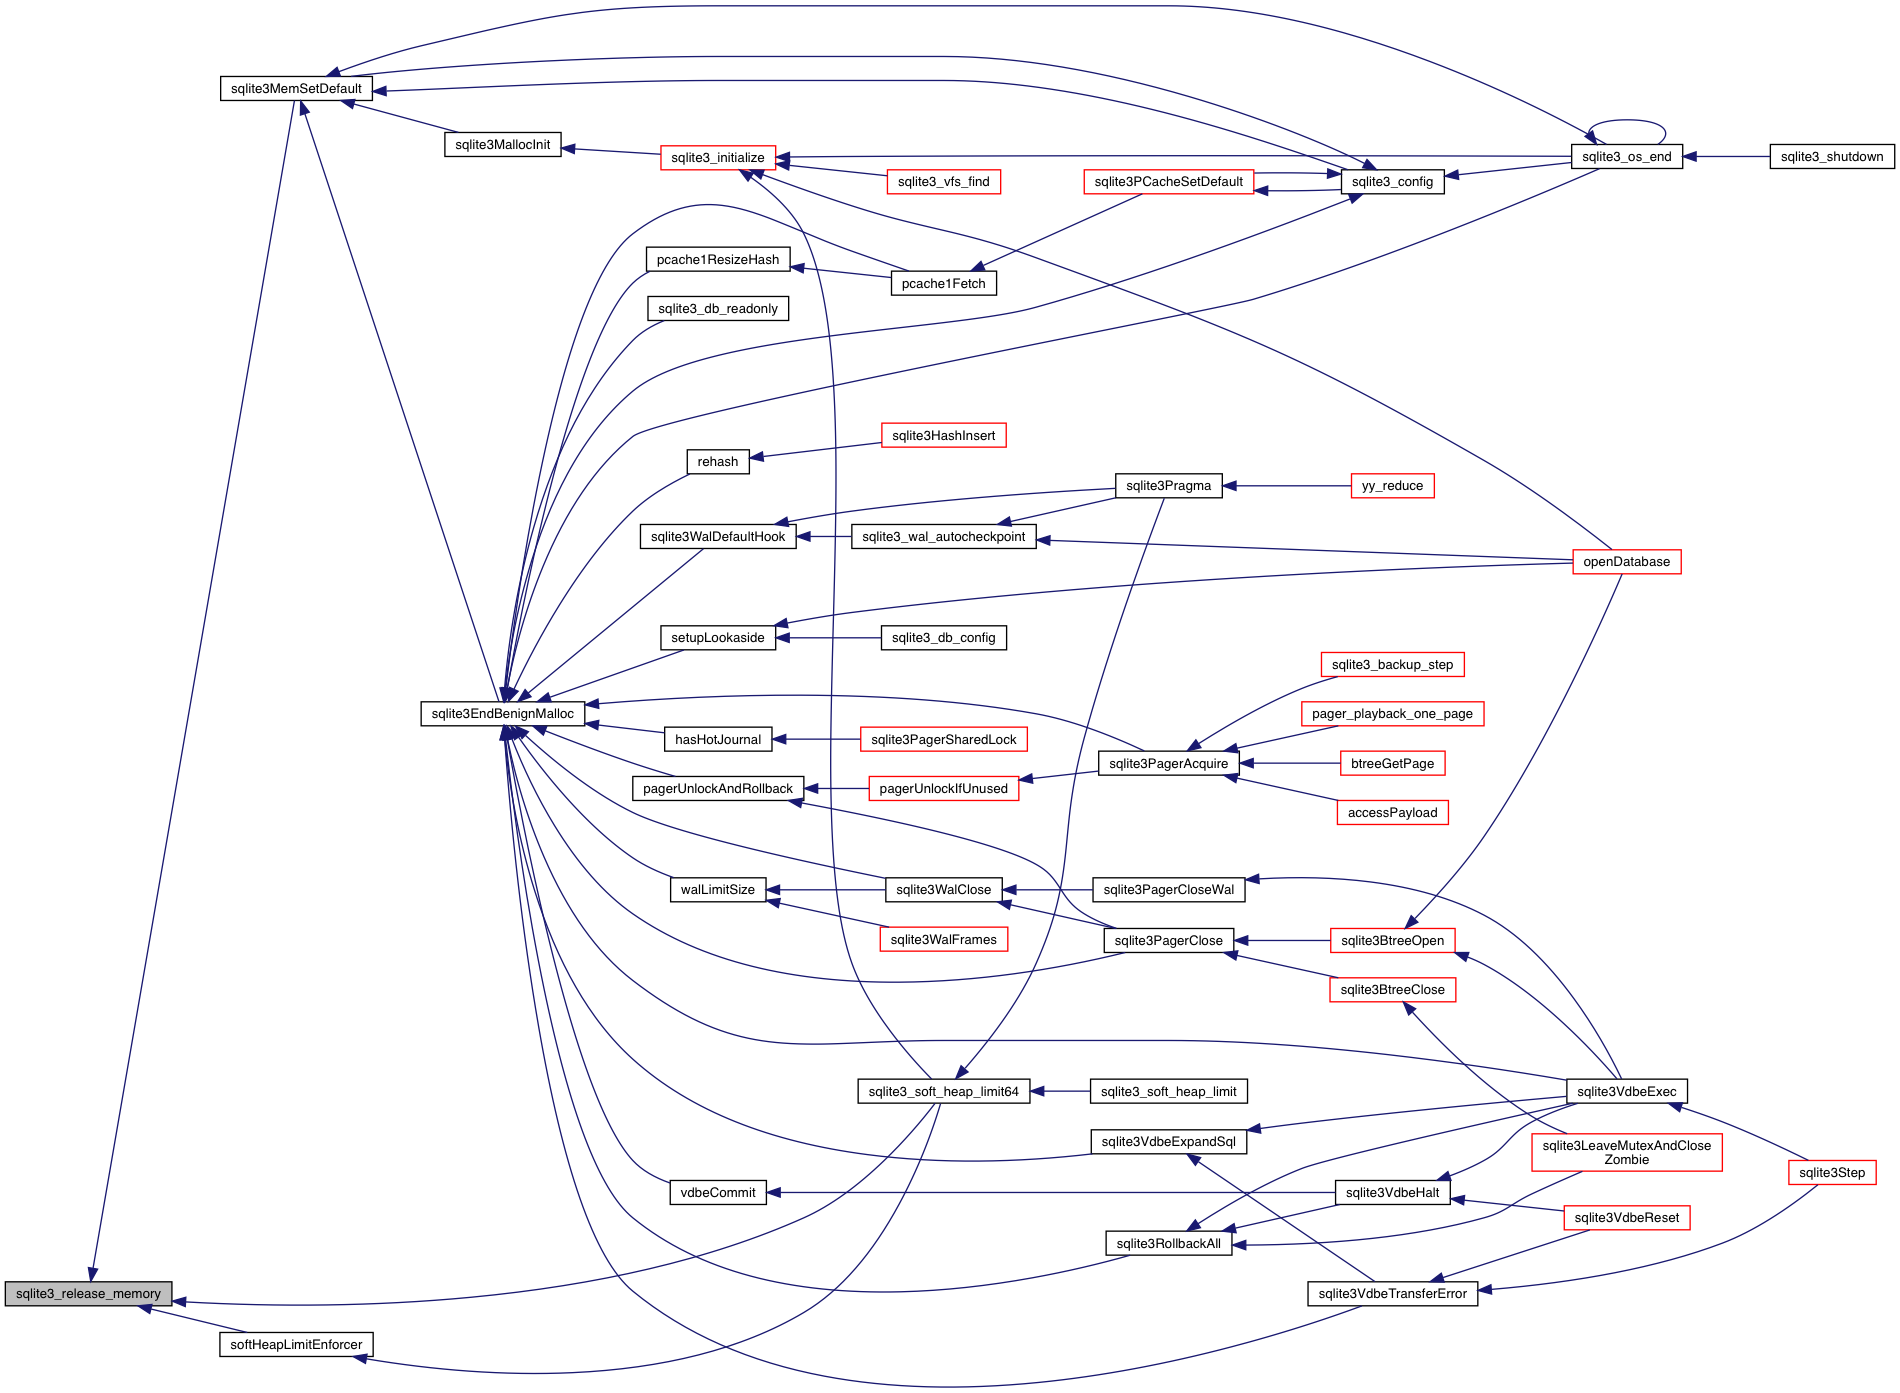 sqlite3MemSetDefault
sqlite3MallocInit
sqlite3_initialize
sqlite3_os_end
sqlite3_shutdown
sqlite3_vfs_find
sqlite3PCacheSetDefault
sqlite3_config
pcache1ResizeHash
pcache1Fetch
sqlite3_db_readonly
sqlite3HashInsert
rehash
sqlite3Pragma
yy_reduce
sqlite3WalDefaultHook
sqlite3_wal_autocheckpoint
openDatabase
setupLookaside
sqlite3_db_config
sqlite3_backup_step
sqlite3EndBenignMalloc
pager_playback_one_page
hasHotJournal
sqlite3PagerSharedLock
sqlite3PagerAcquire
btreeGetPage
pagerUnlockAndRollback
pagerUnlockIfUnused
accessPayload
walLimitSize
sqlite3WalClose
sqlite3PagerCloseWal
sqlite3WalFrames
sqlite3PagerClose
sqlite3BtreeOpen
sqlite3BtreeClose
sqlite3_soft_heap_limit64
sqlite3_soft_heap_limit
sqlite3VdbeExec
sqlite3VdbeExpandSql
sqlite3LeaveMutexAndClose
Zombie
sqlite3Step
vdbeCommit
sqlite3VdbeHalt
sqlite3VdbeReset
sqlite3RollbackAll
sqlite3_release_memory
sqlite3VdbeTransferError
softHeapLimitEnforcer